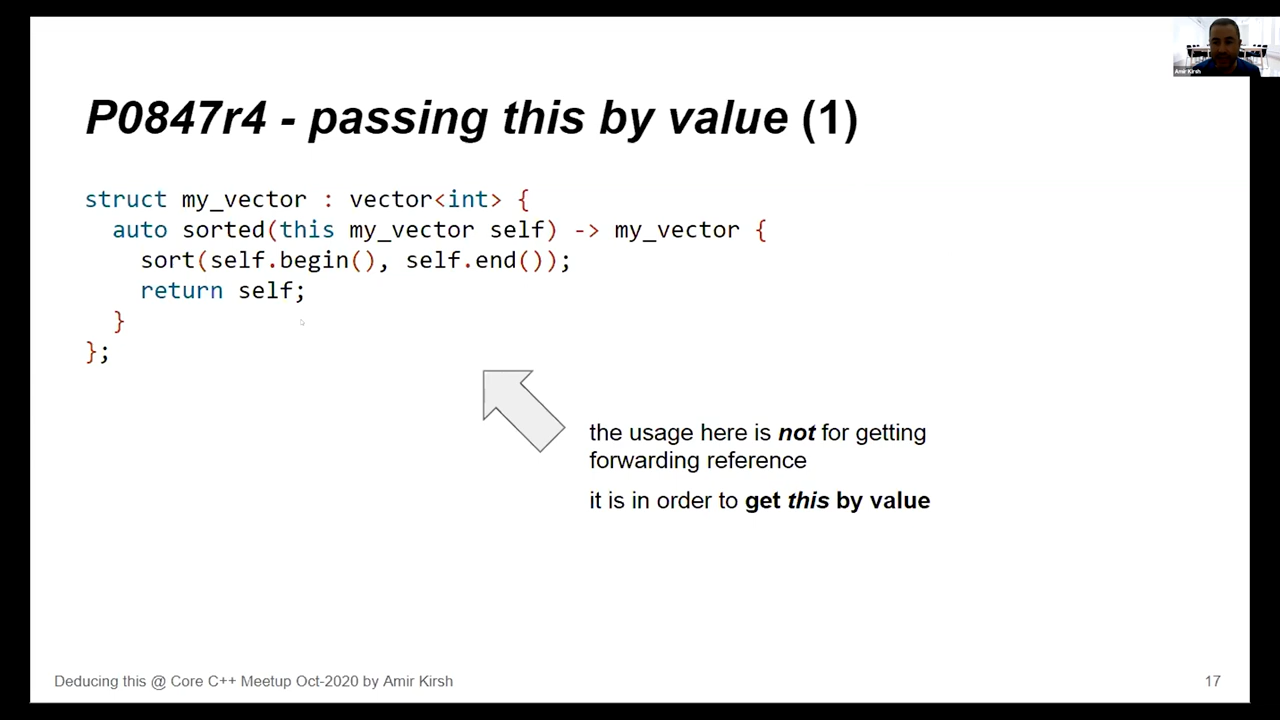 Amir Kirsh
P0847r4 - passing this by value (1)
struct my_vector : vector<int> {
  auto sorted(this my_vector self) -> my_vector {
    sort(self.begin(), self.end());
    return self;
  }
};
the usage here is not for getting
forwarding reference
it is in order to get this by value
Deducing this @ Core C++ Meetup Oct-2020 by Amir Kirsh
17